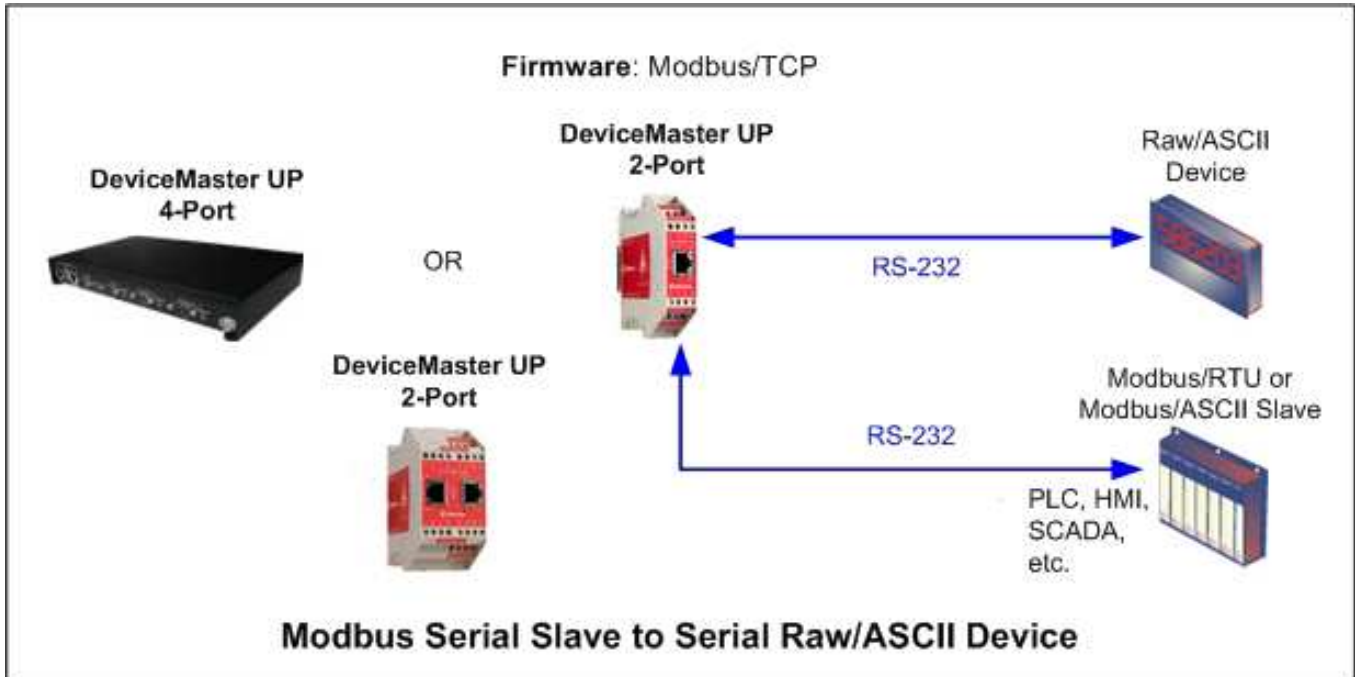 Firmware: Modbus/TCP
DeviceMaster UP
2-Port
Raw/ASCII
Device
DeviceMaster UP
4-Port
OR
RS-232
DeviceMaster UP
2-Port
Modbus/RTU or
Modbus/ASCII Slave
RS-232
PLC, HMI,
SCADA,
etc.
Modbus Serial Slave to Serial Raw/ASCII Device